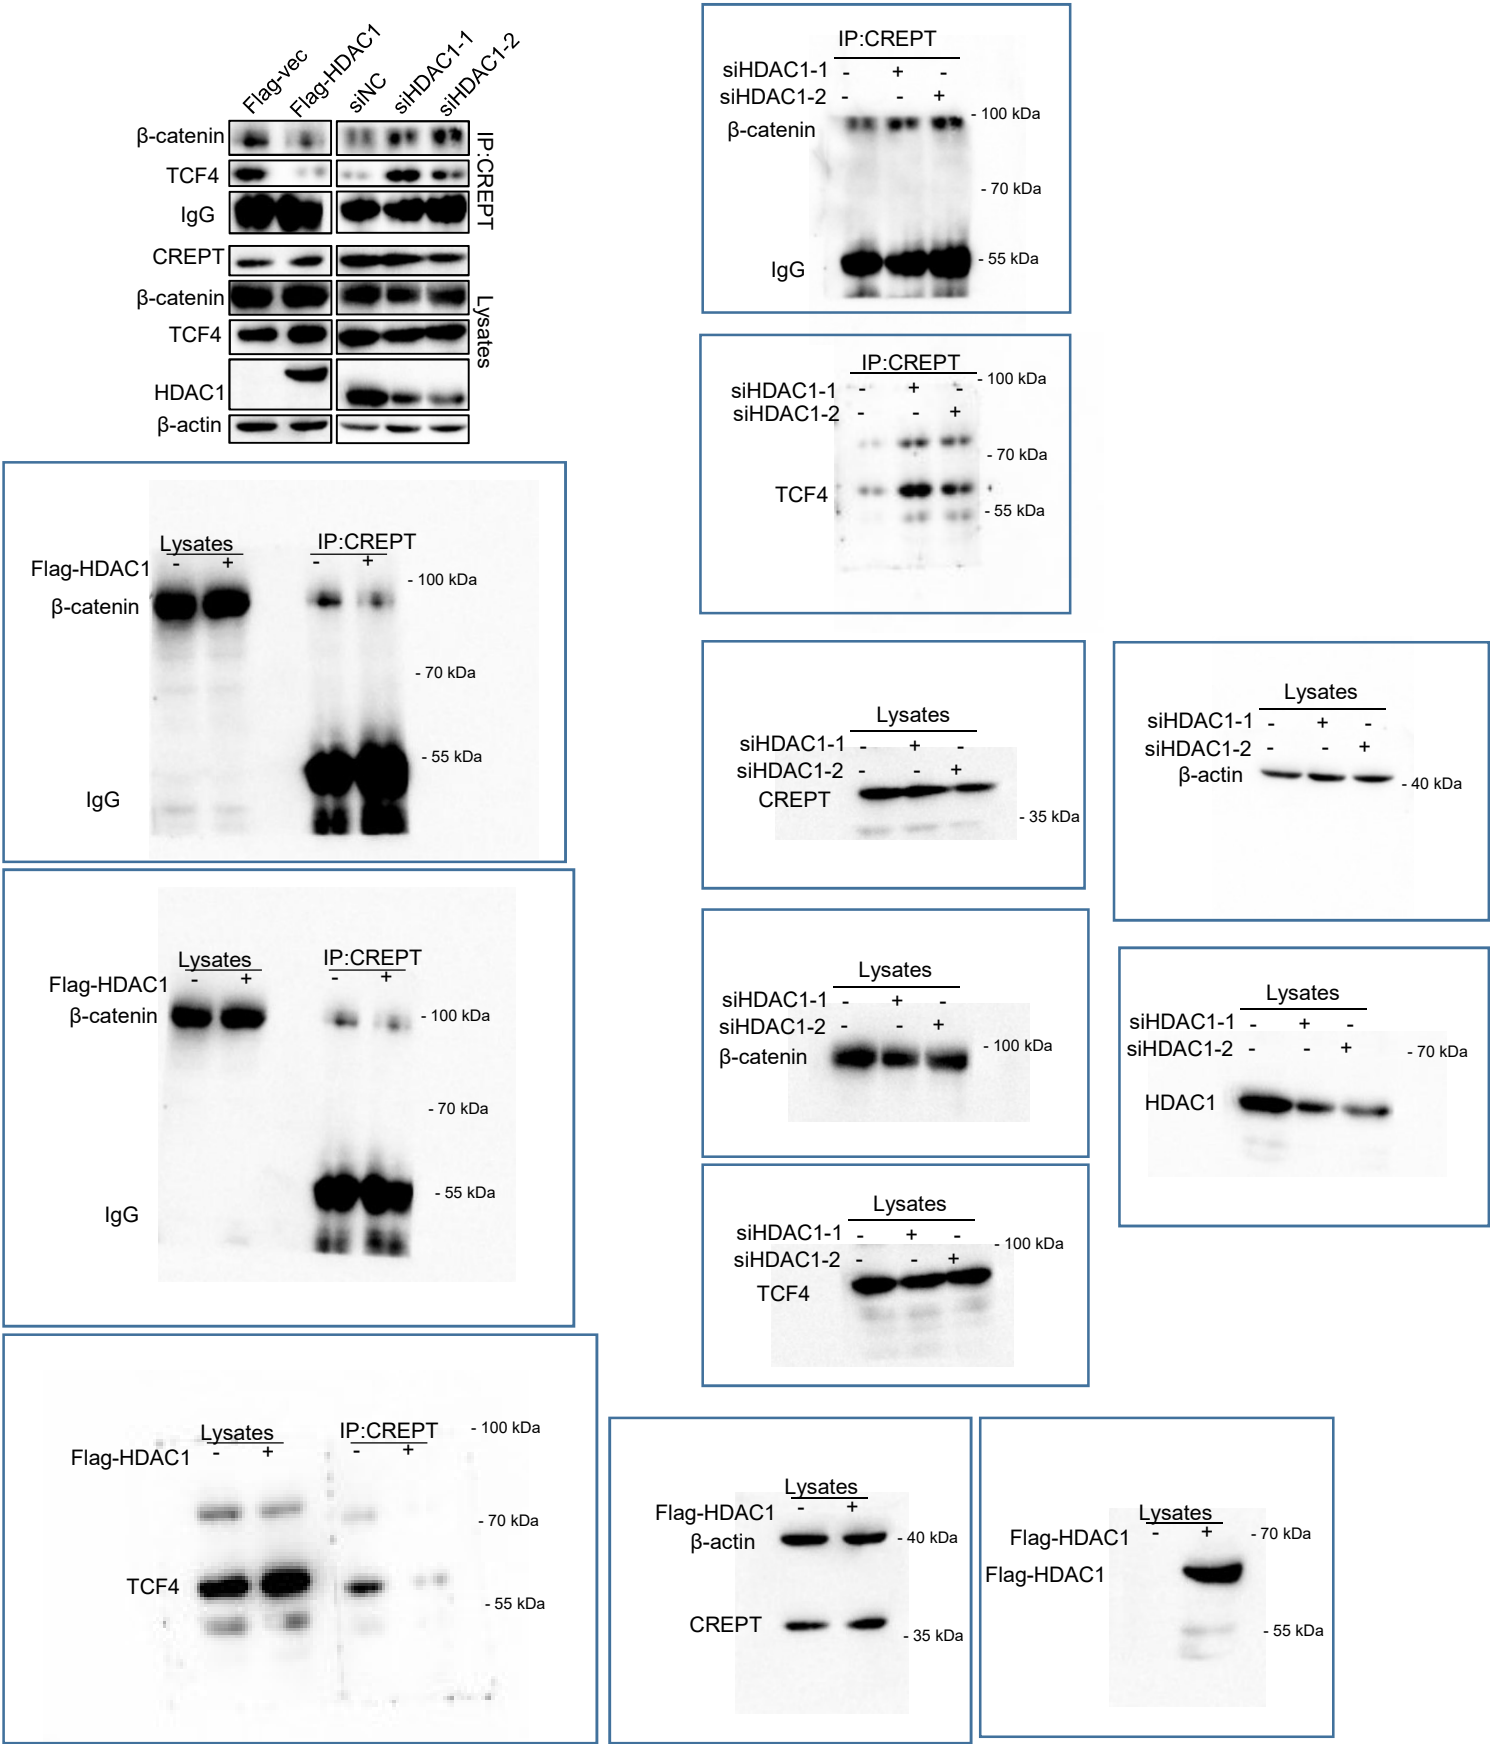 Flag-vec
Flag-HDAC1
siNC
siHDAC1-1
siHDAC1-2
β-catenin
TCF4
IgG
IP:CREPT
CREPT
β-catenin
TCF4
HDAC1
β-actin
Lysates
Lysates IP:CREPT
Flag-HDAC1 - + - +
- 100 kDa
β-catenin
- 70 kDa
- 55 kDa
IgG
Lysates IP:CREPT
Flag-HDAC1 - + - +
β-catenin - 100 kDa
- 70 kDa
- 55 kDa
IgG
- 100 kDa
Lysates IP:CREPT
Flag-HDAC1 - + - +
- 70 kDa
TCF4
- 55 kDa
IP:CREPT
siHDAC1-1 - + -
siHDAC1-2 - - +
- 100 kDa
β-catenin
- 70 kDa
- 55 kDa
IgG
IP:CREPT
- 100 kDa
siHDAC1-1 - + -
siHDAC1-2 - - +
- 70 kDa
TCF4
- 55 kDa
Lysates
siHDAC1-1 - + -
siHDAC1-2 - - +
CREPT
- 35 kDa
Lysates
siHDAC1-1 - + -
siHDAC1-2 - - +
β-actin
- 40 kDa
Lysates
siHDAC1-1 - + -
siHDAC1-2 - - +
- 100 kDa
β-catenin
Lysates
siHDAC1-1 - + -
siHDAC1-2 - - +
- 70 kDa
HDAC1
Lysates
siHDAC1-1 - + -
- 100 kDa
siHDAC1-2 - - +
TCF4
Lysates
Flag-HDAC1 - +
β-actin - 40 kDa
CREPT
- 35 kDa
Lysates
Flag-HDAC1 - +
- 70 kDa
Flag-HDAC1
- 55 kDa